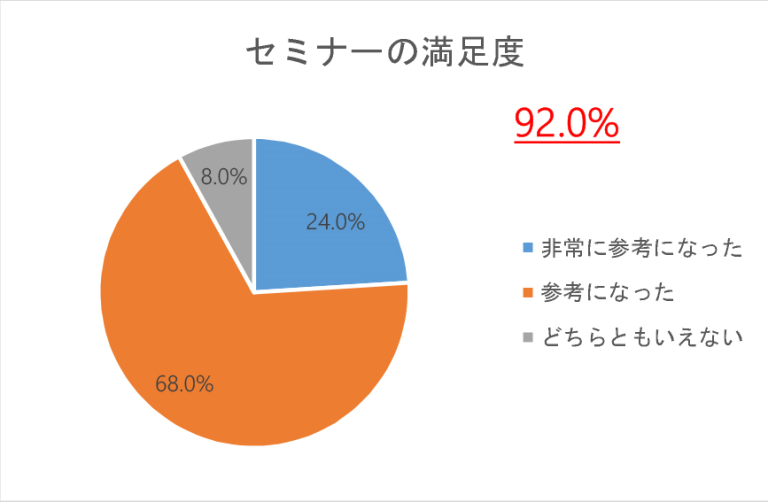 セミナーの満足度
92.0%
8.0%
24.0%
68.0%
非常に参考になった
参考になった
どちらともいえない